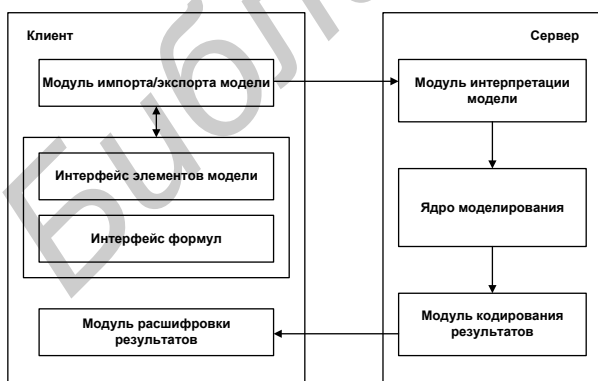 Клиент
Сервер
Модуль импорта/экспорта модели
Модуль интерпретации
модели
Интерфейс элементов модели
Ядро моделирования
Интерфейс формул
Модуль расшифровки
результатов
Модуль кодирования
результатов